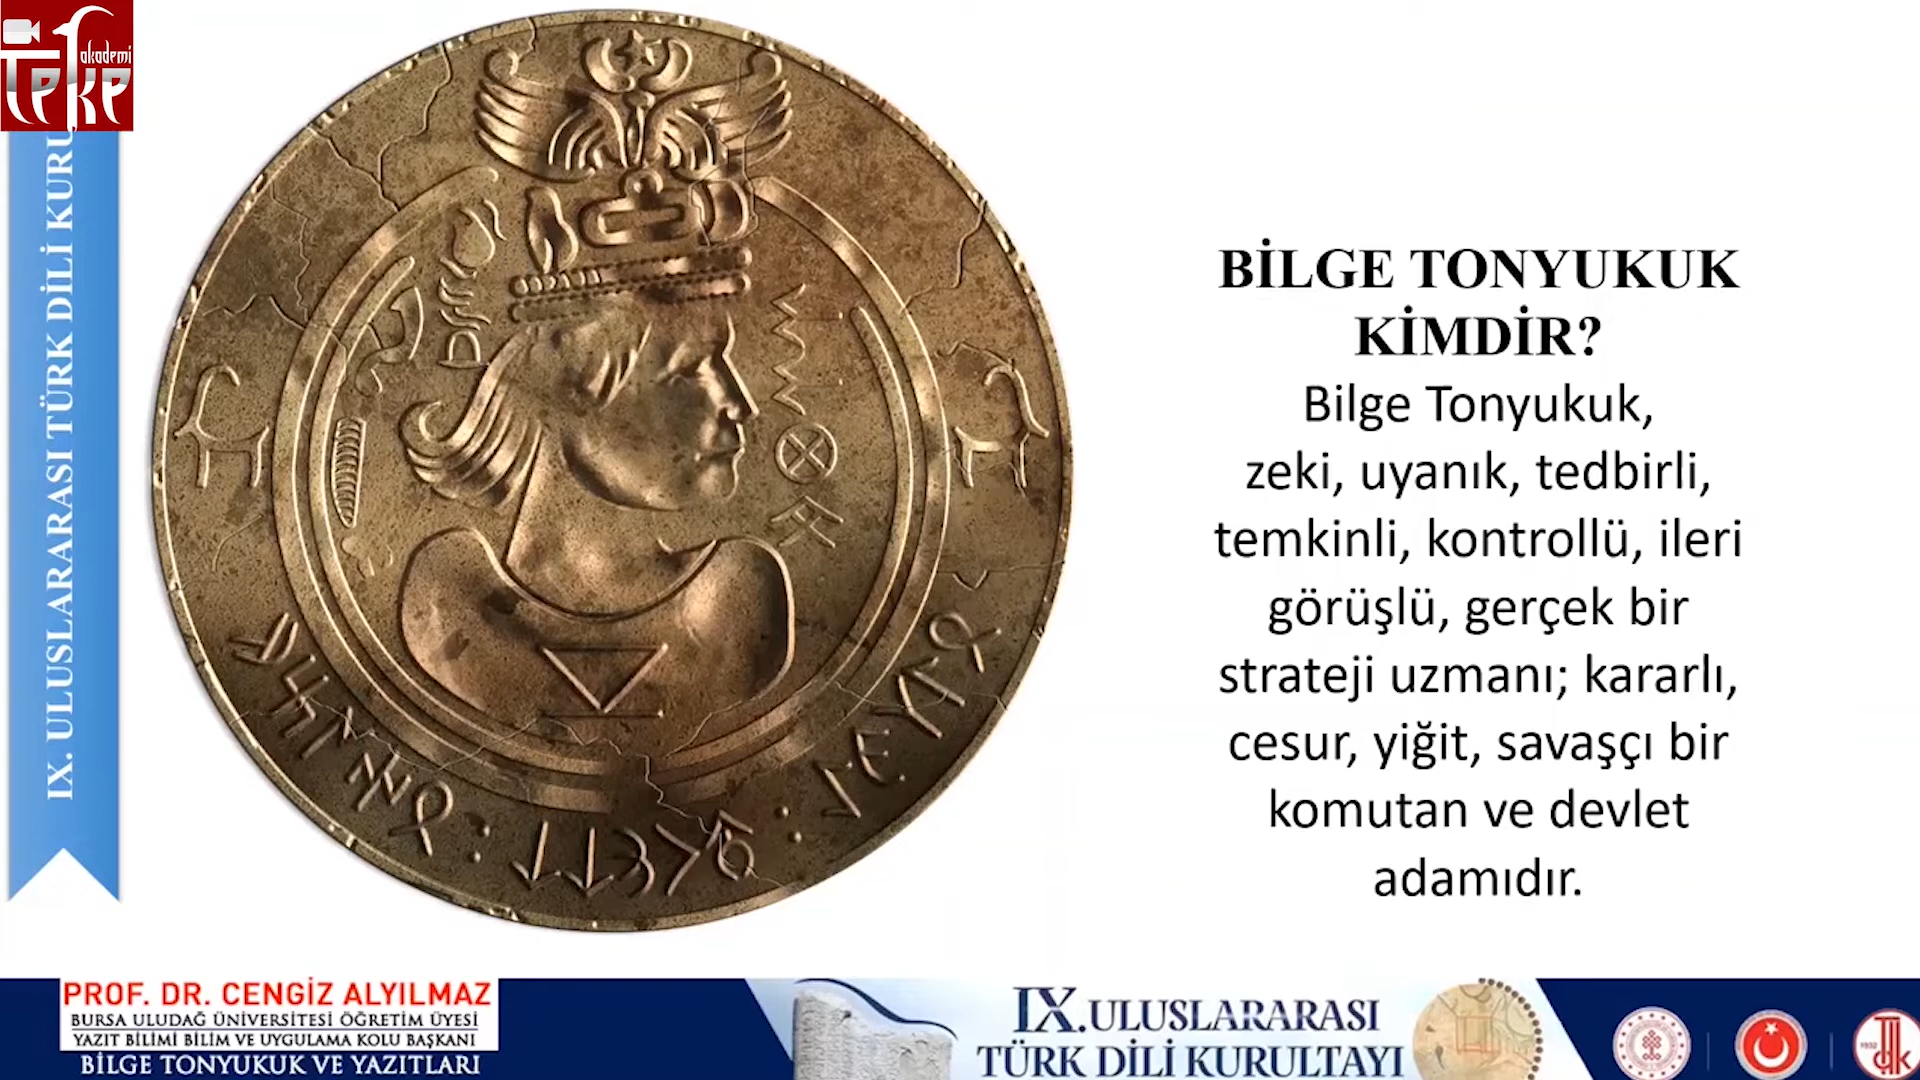 akademi
teke
IX. ULUSLARARASI TÜRK DİLİ KURU
BİLGE TONYUKUK
KİMDİR?
Bilge Tonyukuk,
zeki, uyanık, tedbirli,
temkinli, kontrollü, ileri
görüşlü, gerçek bir
strateji uzmanı; kararlı,
cesur, yiğit, savaşçı bir
komutan ve devlet
adamıdır.
PROF. DR. CENGİZ ALYILMAZ
BURSA ULUDAĞ ÜNİVERSİTESİ ÖĞRETİM ÜYESİ
YAZIT BİLİMİ BİLİM VE UYGULAMA KOLU BAŞKANI
BİLGE TONYUKUK VE YAZITLARI
IX.ULUSLARARASI
TÜRK DİLİ KURULTAYI
1932